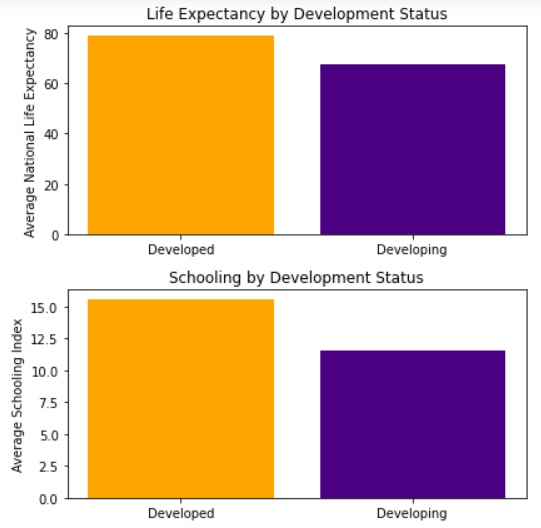 Life Expectancy by Development Status
Average National Life Expectancy
80
60
40
20
0
Developed Developing
Schooling by Development Status
Average Schooling Index
15.0
12.5
10.0
7.5
5.0
2.5
0.0
Developed Developing